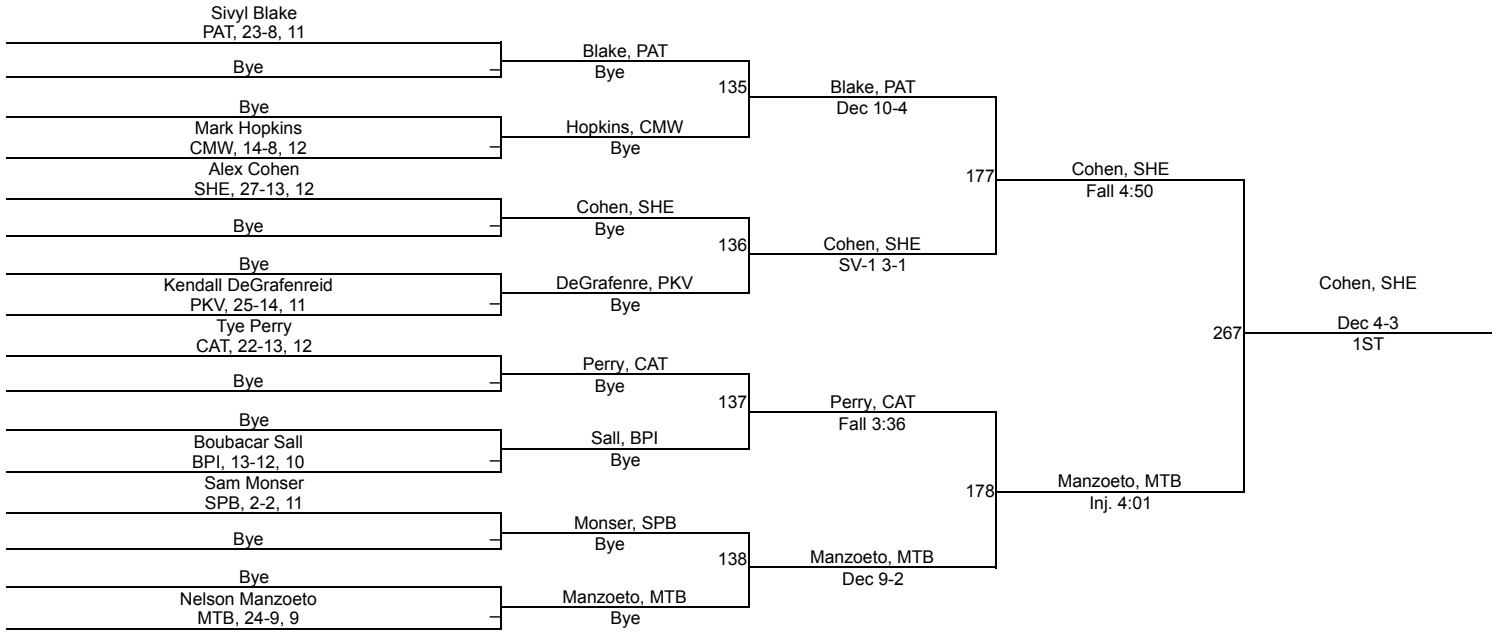 Sivyl Blake
PAT, 23-8, 11
Bye
Bye
Mark Hopkins
CMW, 14-8, 12
Alex Cohen
SHE, 27-13, 12
Bye
Bye
Kendall DeGrafenreid
PKV, 25-14, 11
Tye Perry
CAT, 22-13, 12
Bye
Bye
Boubacar Sall
BPI, 13-12, 10
Sam Monser
SPB, 2-2, 11
Bye
Bye
Nelson Manzoeto
MTB, 24-9, 9
Blake, PAT
Bye
135
Hopkins, CMW
Bye
Cohen, SHE
Bye
136
DeGrafenre, PKV
Bye
Perry, CAT
Bye
137
Sall, BPI
Bye
Monser, SPB
Bye
138
Manzoeto, MTB
Bye
Blake, PAT
Dec 10-4
177
Cohen, SHE
SV-1 3-1
Perry, CAT
Fall 3:36
178
Manzoeto, MTB
Dec 9-2
Cohen, SHE
Fall 4:50
267
Manzoeto, MTB
Inj. 4:01
Cohen, SHE
Dec 4-3
1ST